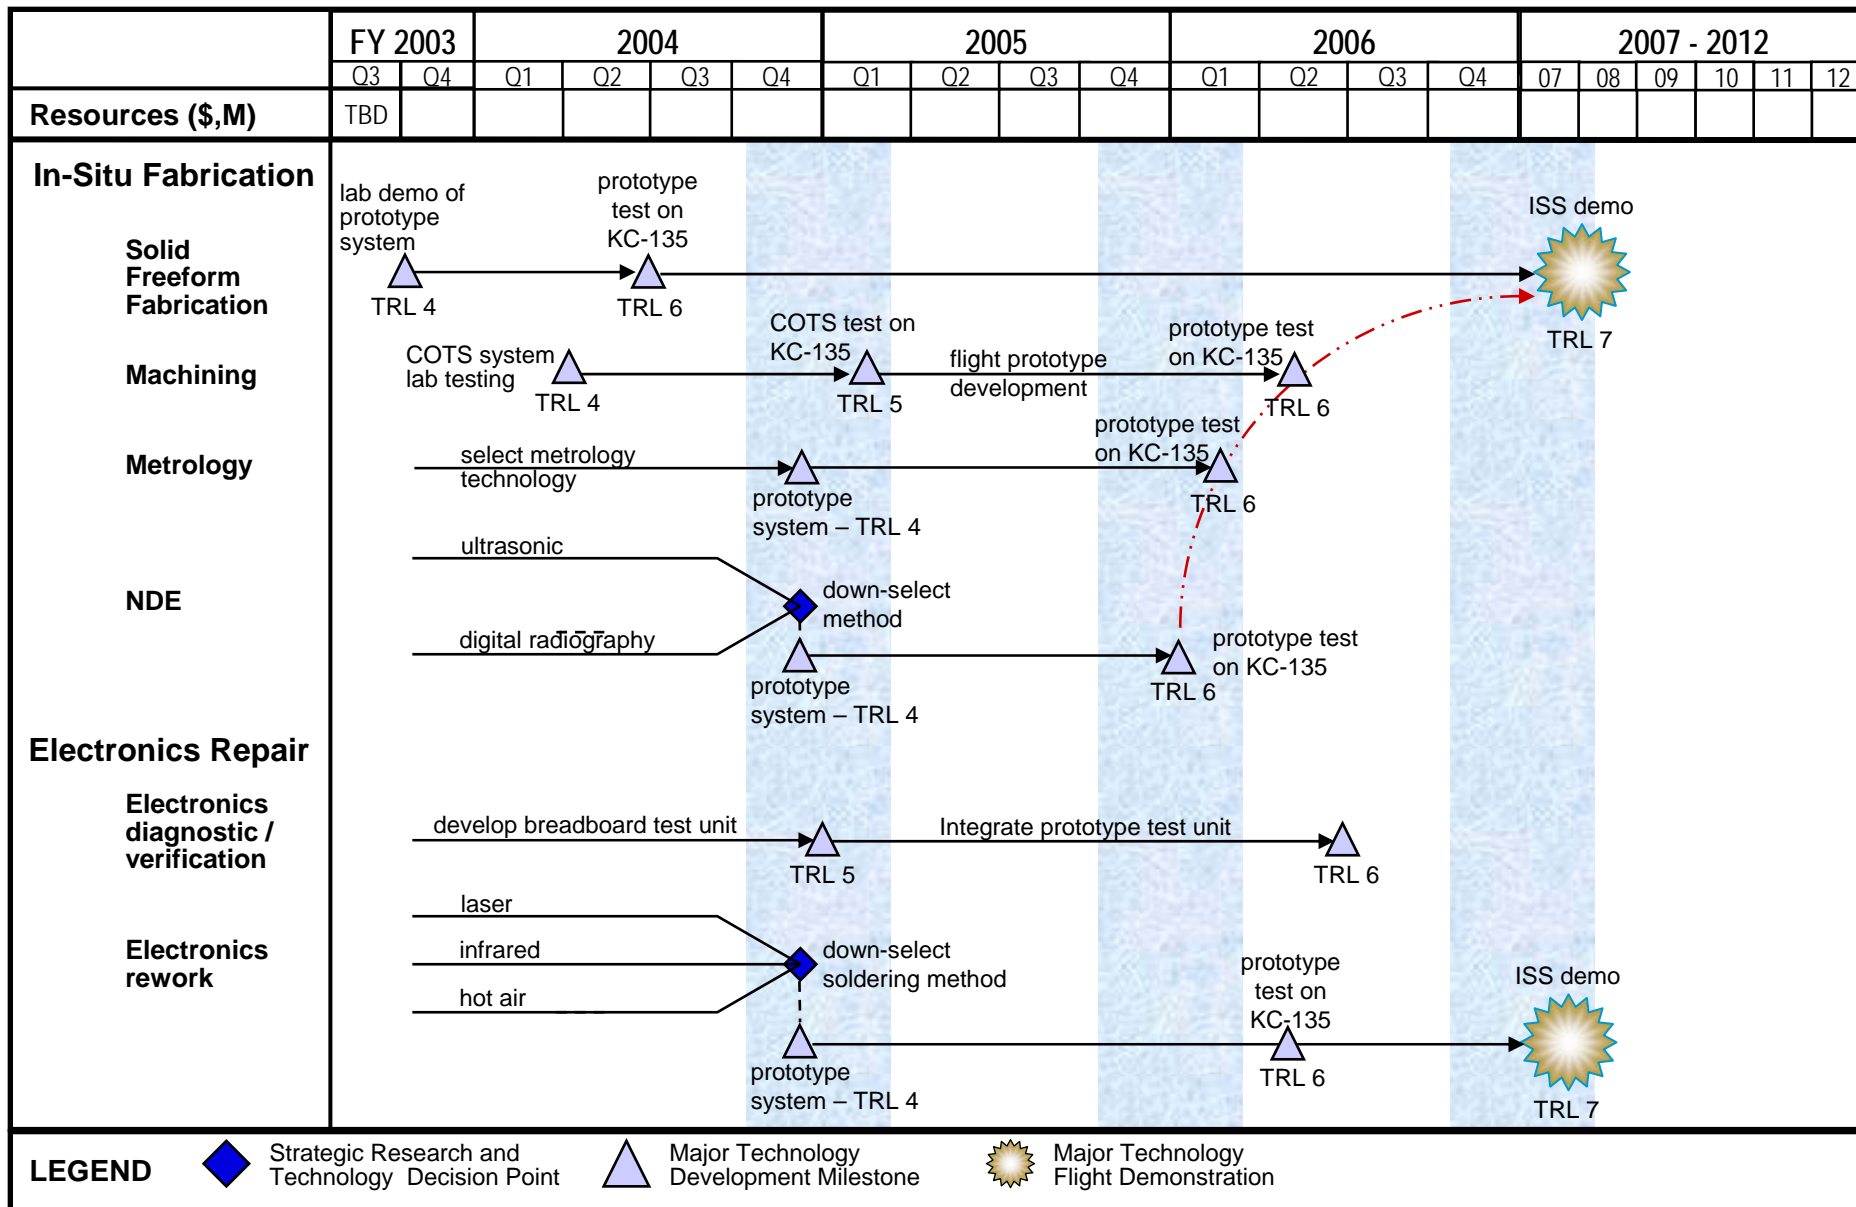 FY 2003 2004 2005 2006 2007 - 2012
Q3 Q4 Q1 Q2 Q3 Q4 Q1 Q2 Q3 Q4 Q1 Q2 Q3 Q4 07 08 09 10 11 12
Resources ($,M) TBD
In-Situ Fabrication
Solid
Freeform
Fabrication
lab demo of
prototype
system
TRL 4
prototype
test on
KC-135
TRL 6
ISS demo
TRL 7
Machining
COTS system
lab testing
TRL 4
COTS test on
KC-135
TRL 5
flight prototype
development
prototype test
on KC-135
TRL 6
Metrology
select metrology
technology
prototype
system – TRL 4
prototype test
on KC-135
TRL 6
NDE
ultrasonic
digital radiography
down-select
method
prototype
system – TRL 4
TRL 6
prototype test
on KC-135
Electronics Repair
Electronics
diagnostic /
verification
develop breadboard test unit
TRL 5
Integrate prototype test unit
TRL 6
Electronics
rework
laser
infrared
hot air
down-select
soldering method
prototype
system – TRL 4
prototype
test on
KC-135
TRL 6
ISS demo
TRL 7
LEGEND
Strategic Research and
Technology Decision Point
Major Technology
Development Milestone
Major Technology
Flight Demonstration